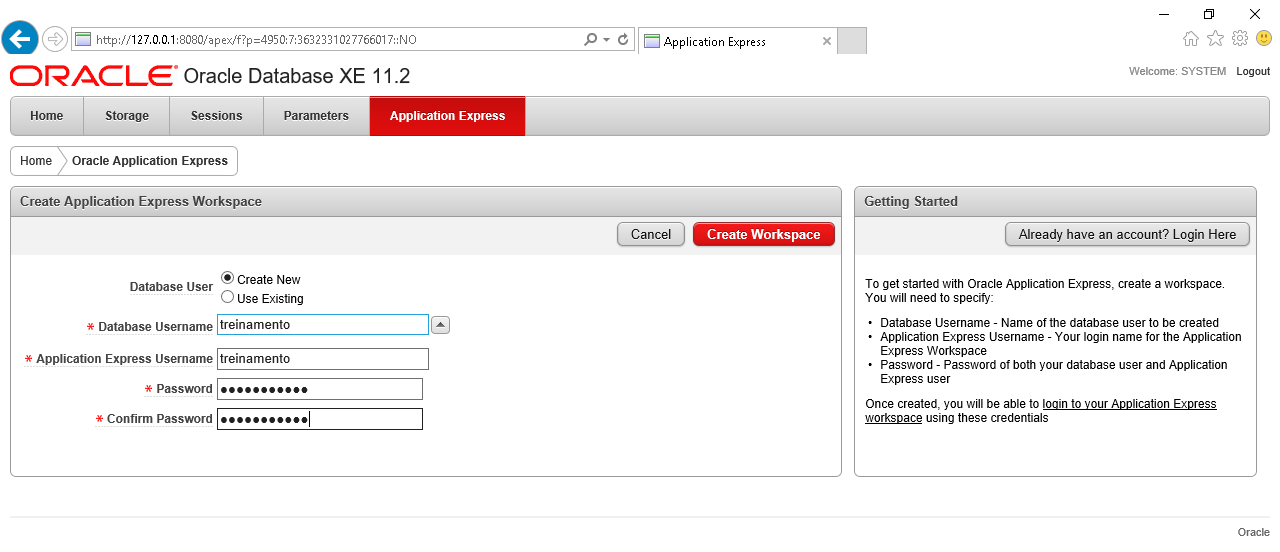 http://127.0.0.1:8080/apex/f?p=4950:7:3632331027766017::NO
Application Express
ORACLE Oracle Database XE 11.2
Welcome: SYSTEM Logout
Home Storage Sessions Parameters Application Express
Home Oracle Application Express
Create Application Express Workspace
Cancel Create Workspace
Database User
Create New
Use Existing
* Database Username treinamento
* Application Express Username treinamento
* Password ●●●●●●●●●●●
* Confirm Password ●●●●●●●●●●●
Getting Started
Already have an account? Login Here
To get started with Oracle Application Express, create a workspace.
You will need to specify:
• Database Username - Name of the database user to be created
• Application Express Username - Your login name for the Application
Express Workspace
• Password - Password of both your database user and Application
Express user
Once created, you will be able to login to your Application Express
workspace using these credentials
Oracle